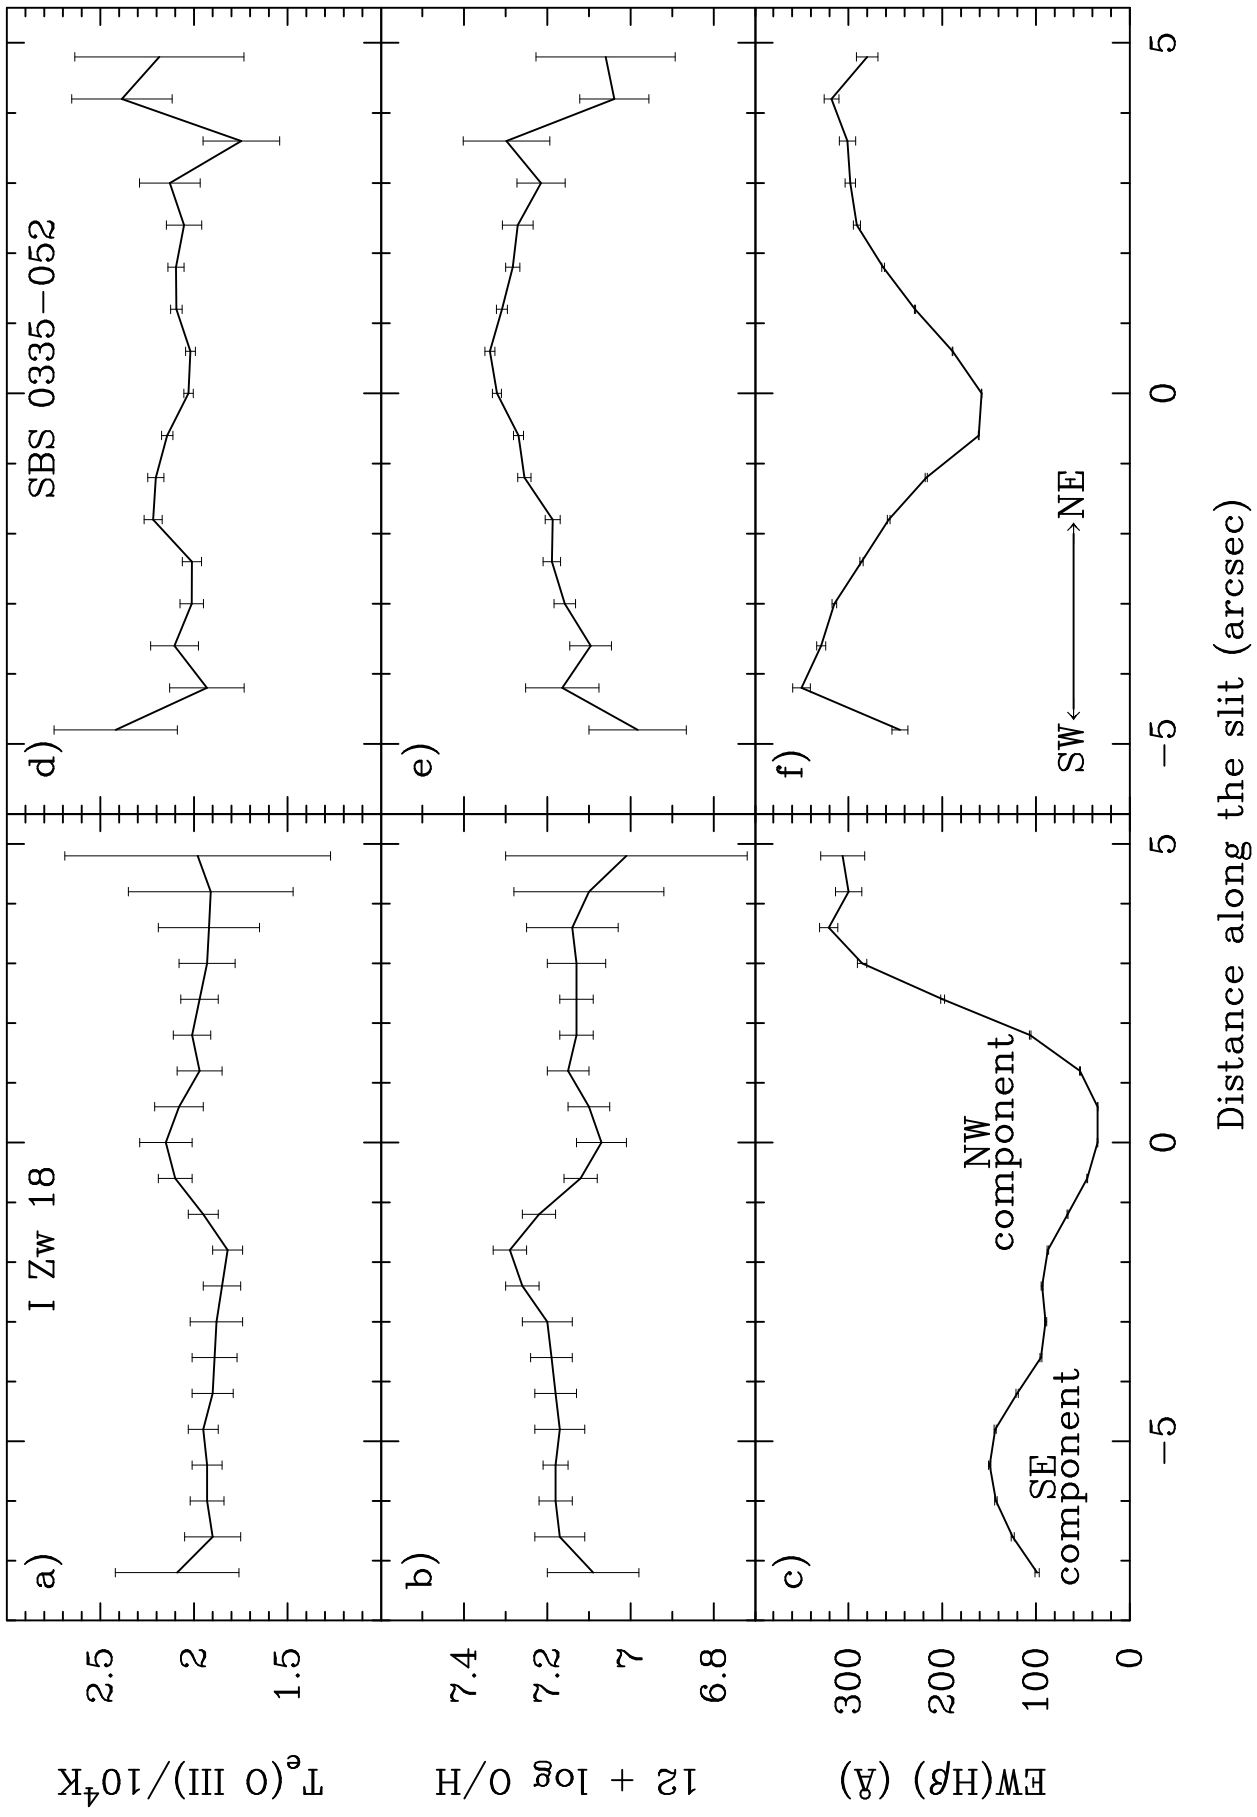 I Zw 18
SBS 0335−052
a)
d)
T_e(O III)/10^4K
2.5
2
1.5
b)
e)
12 + log O/H
7.4
7.2
7
6.8
c)
f)
EW(Hβ) (Å)
300
200
100
0
SE
component
NW
component
SW
NE
−5
0
5
−5
0
5
Distance along the slit (arcsec)